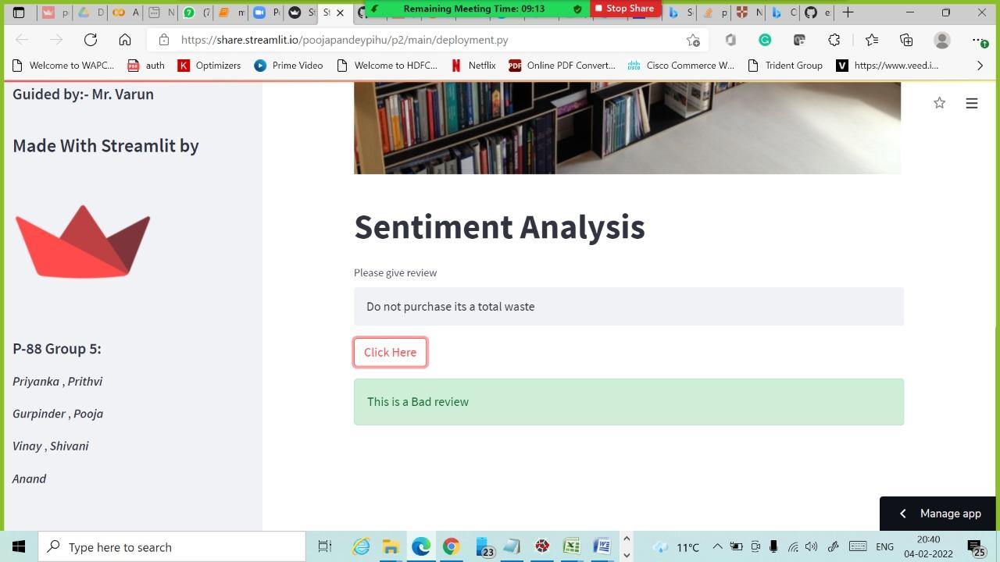 Remaining Meeting Time: 09:13
Stop Share
https://share.streamlit.io/poojapandeypihu/p2/main/deployment.py
Welcome to WAPC...
auth
Optimizers
Prime Video
Welcome to HDFC...
Netflix
Online PDF Convert...
Cisco Commerce W...
Trident Group
https://www.veed.i...
Guided by:- Mr. Varun
Made With Streamlit by
P-88 Group 5:
Priyanka , Prithvi
Gurpinder , Pooja
Vinay , Shivani
Anand
Sentiment Analysis
Please give review
Do not purchase its a total waste
Click Here
This is a Bad review
Manage app
Type here to search
23
11°C
ENG
20:40
04-02-2022
25